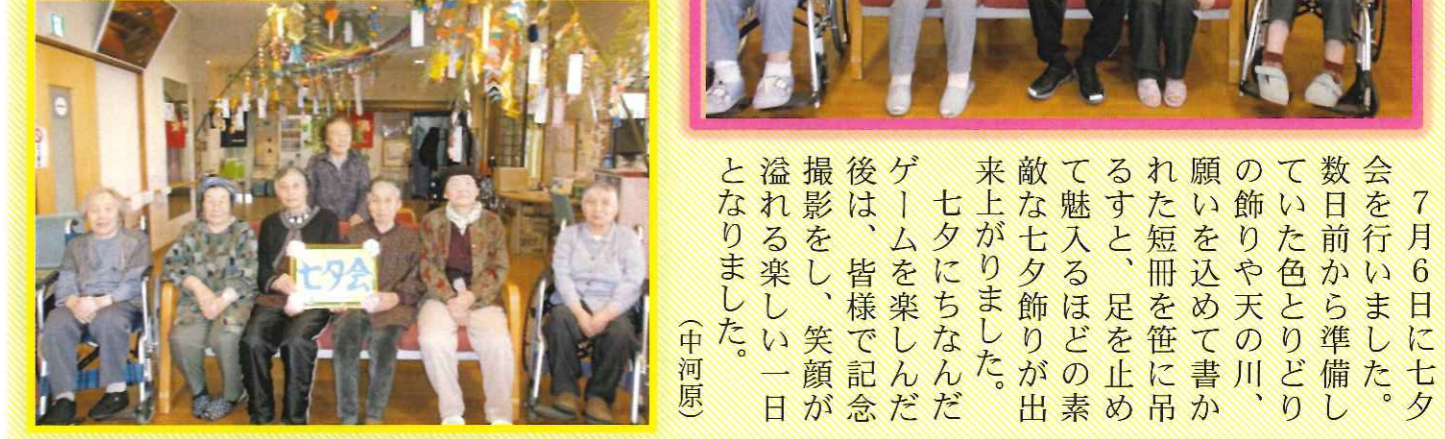 ７月６日に七夕
会を行いました。
数日前から準備し
ていた色とりどり
の飾りや天の川、
願いを込めて書か
れた短冊を笹に吊
るすと、足を止め
て魅入るほどの素
敵な七夕飾りが出
来上がりました。
七夕にちなんだ
ゲームを楽しんだ
後は、皆様で記念
撮影をし、笑顔が
溢れる楽しい一日
となりました。
（中河原）
七夕会